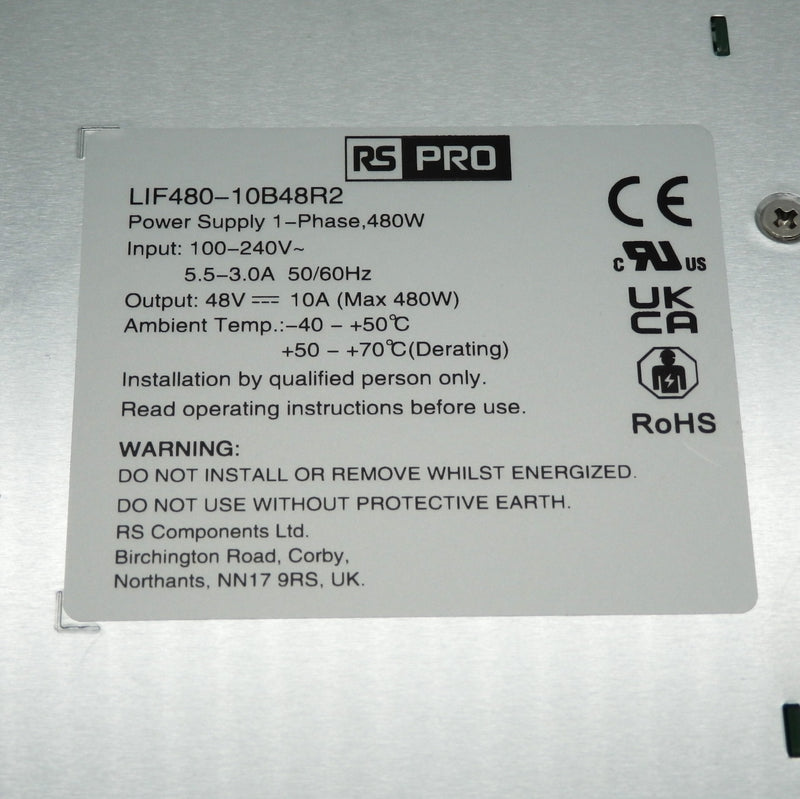 RS PRO
LIF480-10B48R2
Power Supply 1-Phase,480W
Input: 100-240V~
5.5-3.0A 50/60Hz
Output: 48V⎓ 10A (Max 480W)
Ambient Temp.:-40 - +50℃
+50 - +70℃(Derating)
Installation by qualified person only.
Read operating instructions before use.
WARNING:
DO NOT INSTALL OR REMOVE WHILST ENERGIZED.
DO NOT USE WITHOUT PROTECTIVE EARTH.
RS Components Ltd.
Birchington Road, Corby,
Northants, NN17 9RS, UK.
CE
c RU US
UK
CA
RoHS